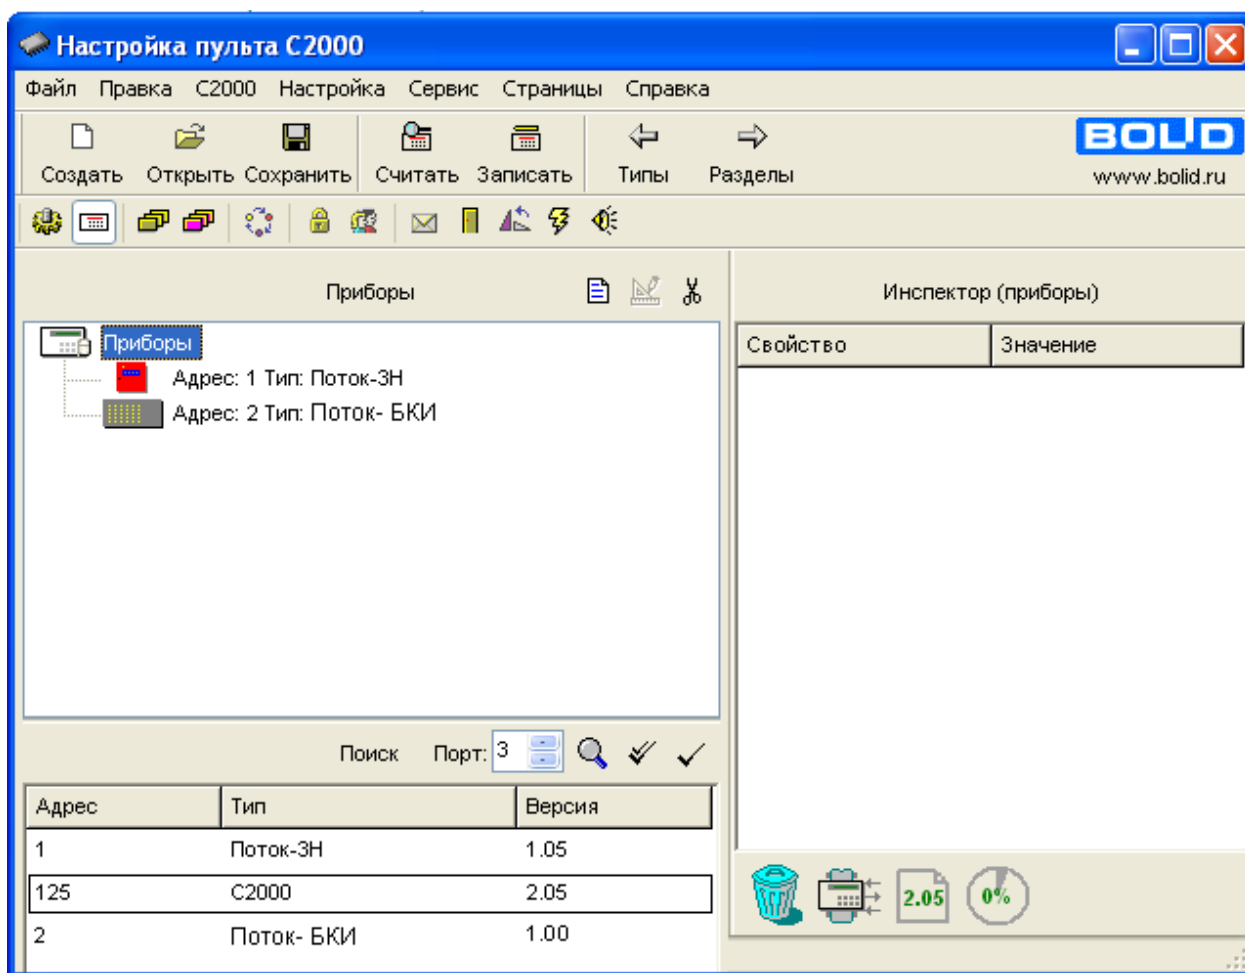 Настройка пульта C2000
Файл Правка C2000 Настройка Сервис Страницы Справка
Создать Открыть Сохранить Считать Записать Типы Разделы
BOLID
www.bolid.ru
Приборы
Инспектор (приборы)
Приборы
Адрес: 1 Тип: Поток-3Н
Адрес: 2 Тип: Поток- БКИ
Свойство Значение
Поиск Порт: 3
Адрес Тип Версия
1 Поток-3Н 1.05
125 С2000 2.05
2 Поток- БКИ 1.00
2.05 0%